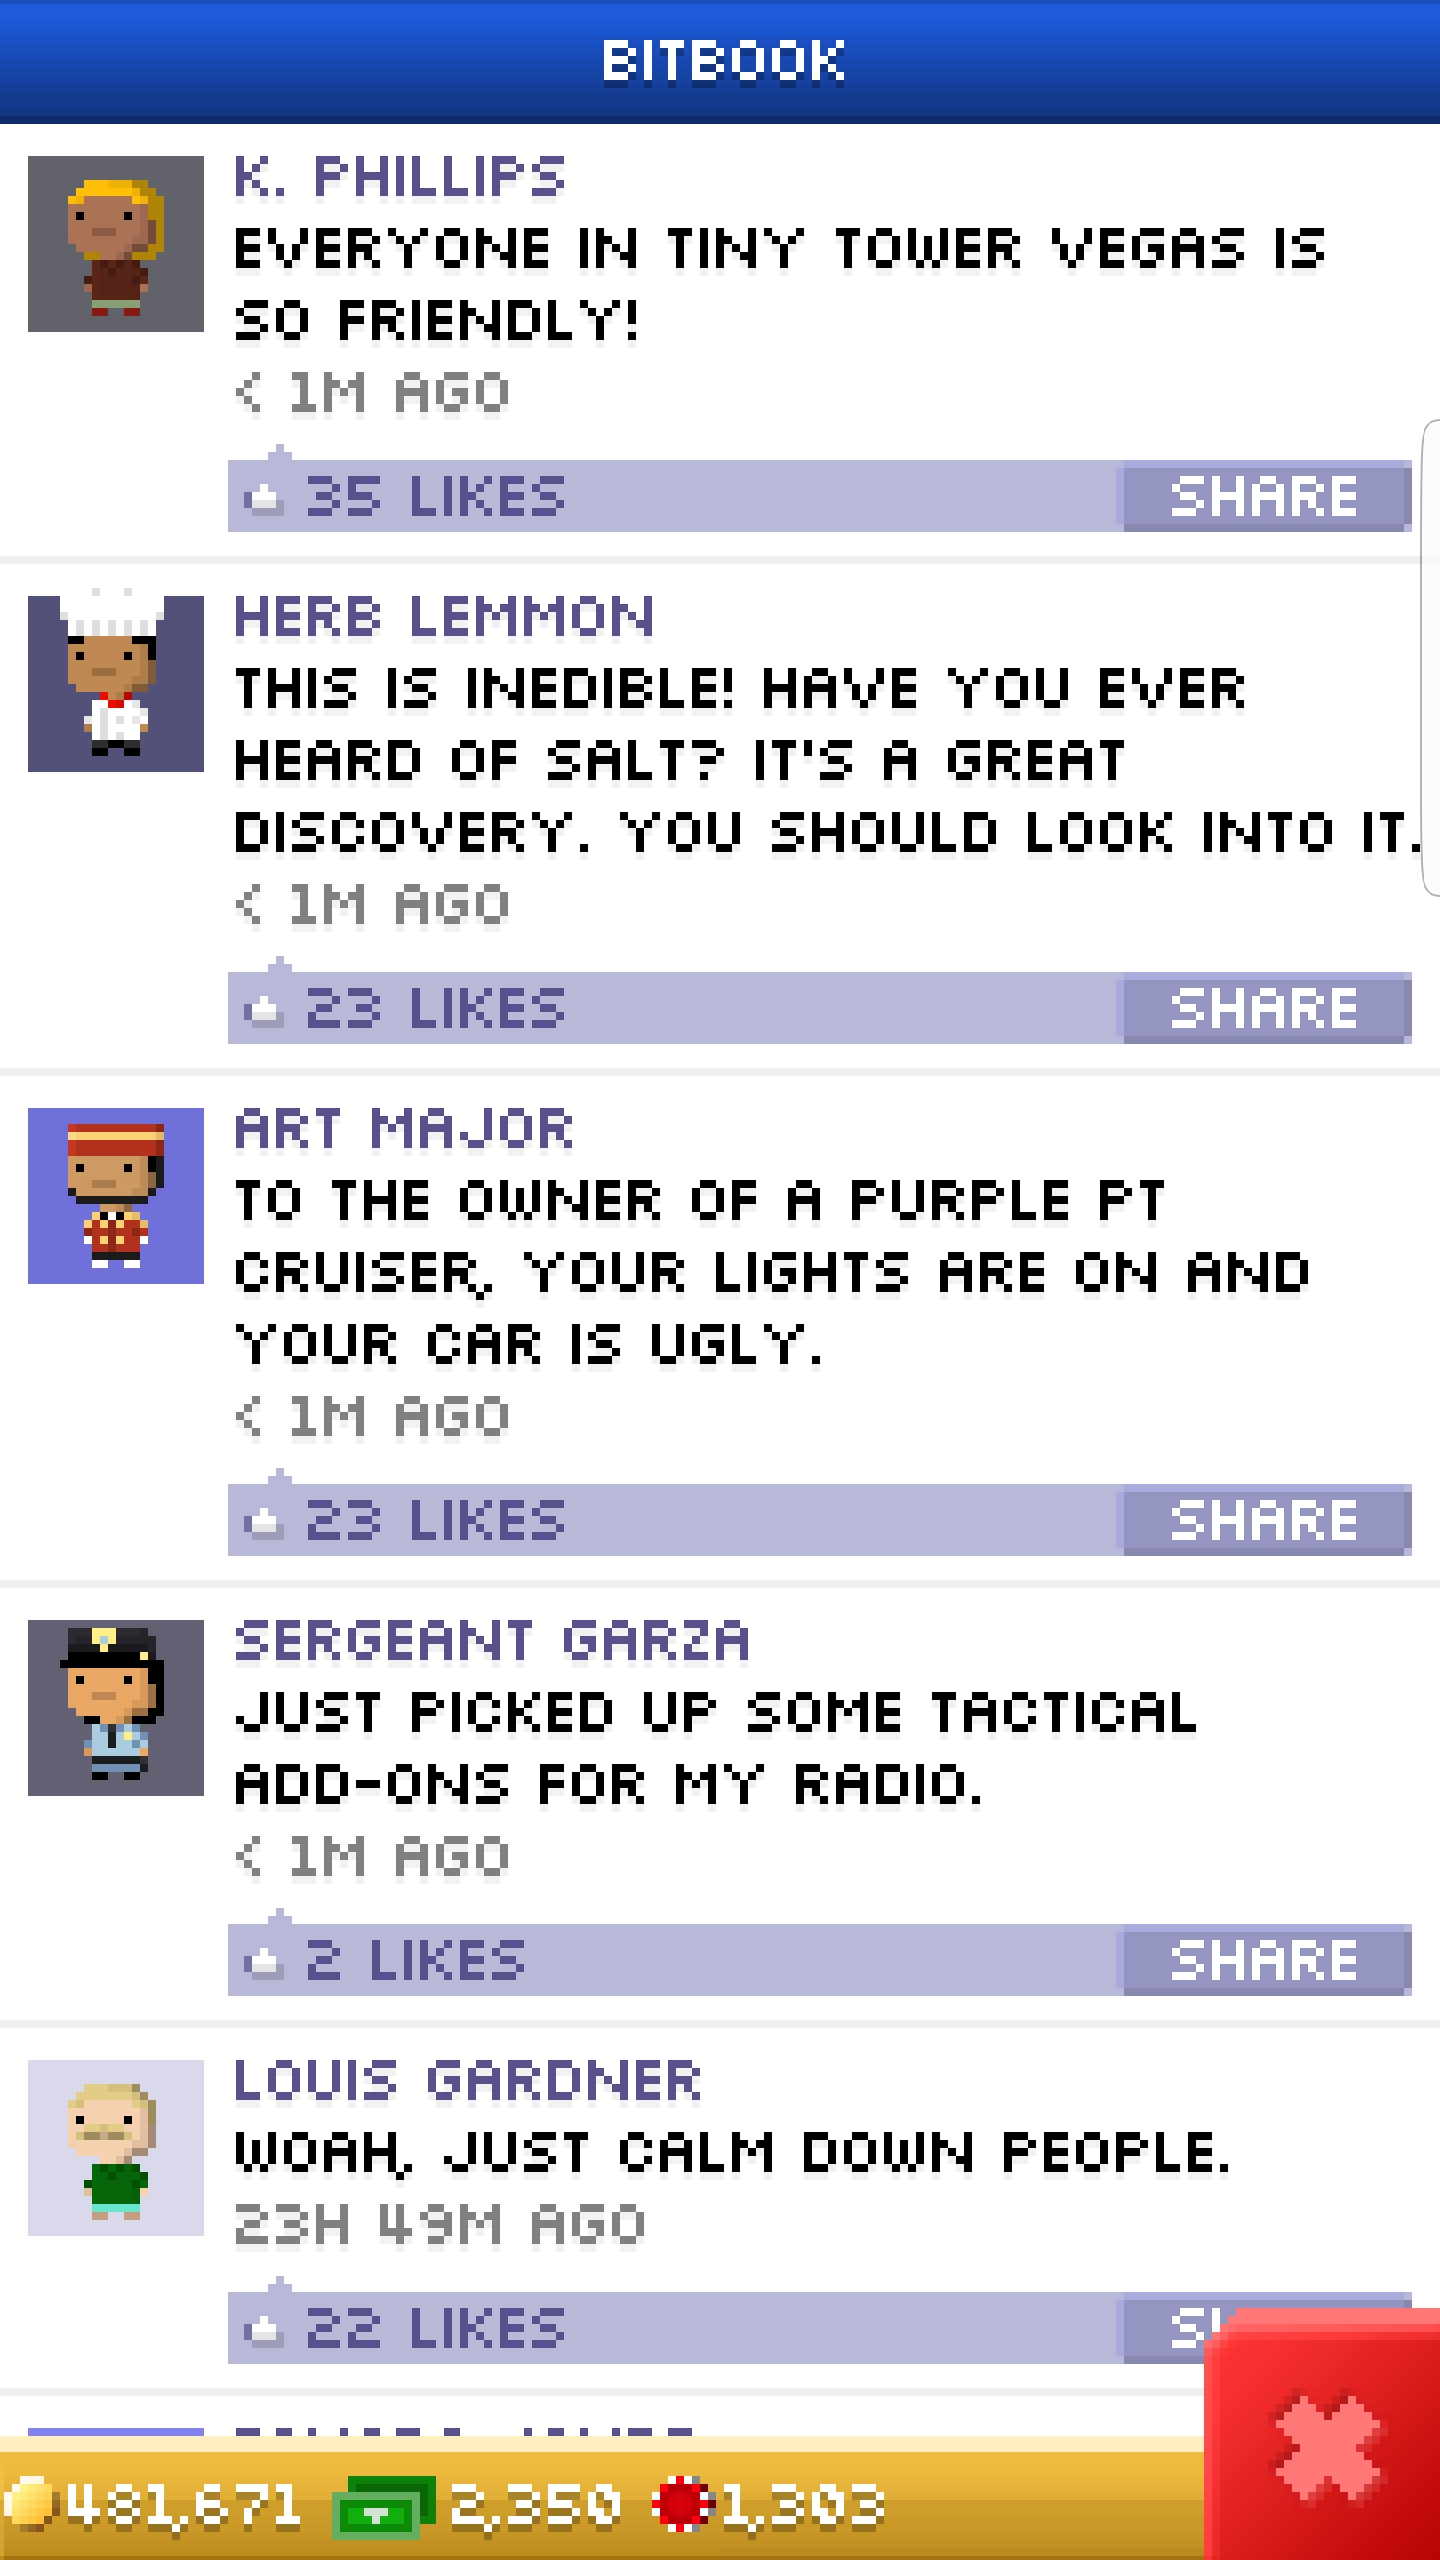 BITBOOK
K. PHILLIPS
EVERYONE IN TINY TOWER VEGAS IS
SO FRIENDLY!
< 1M AGO
35 LIKES SHARE
HERB LEMMON
THIS IS INEDIBLE! HAVE YOU EVER
HEARD OF SALT? IT'S A GREAT
DISCOVERY. YOU SHOULD LOOK INTO IT.
< 1M AGO
23 LIKES SHARE
ART MAJOR
TO THE OWNER OF A PURPLE PT
CRUISER, YOUR LIGHTS ARE ON AND
YOUR CAR IS UGLY.
< 1M AGO
23 LIKES SHARE
SERGEANT GARZA
JUST PICKED UP SOME TACTICAL
ADD-ONS FOR MY RADIO.
< 1M AGO
2 LIKES SHARE
LOUIS GARDNER
WOAH, JUST CALM DOWN PEOPLE.
23H 49M AGO
22 LIKES
481,671 2,350 1,303